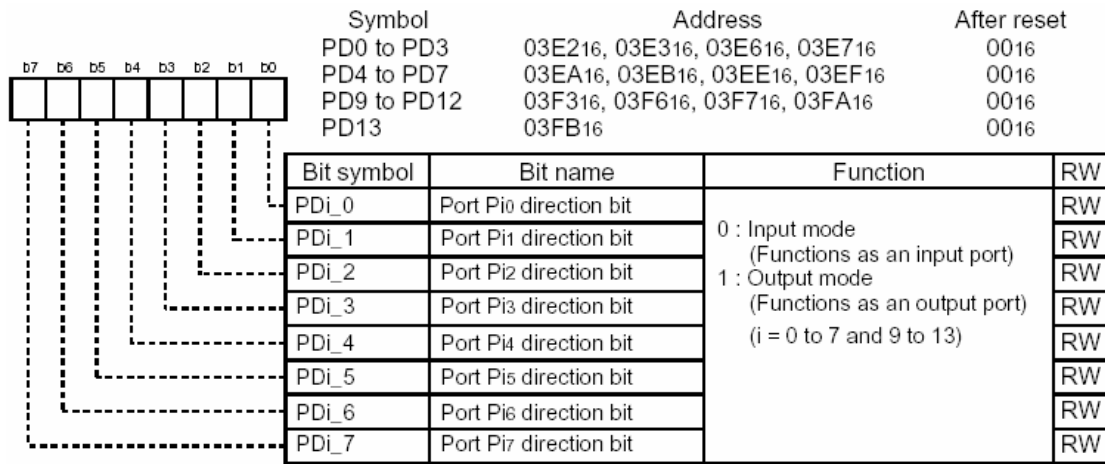 Symbol Address After reset
PD0 to PD3 03E216, 03E316, 03E616, 03E716 0016
PD4 to PD7 03EA16, 03EB16, 03EE16, 03EF16 0016
PD9 to PD12 03F316, 03F616, 03F716, 03FA16 0016
PD13 03FB16 0016
b7 b6 b5 b4 b3 b2 b1 b0
Bit symbol Bit name Function RW
PDi_0 Port Pi0 direction bit RW
PDi_1 Port Pi1 direction bit RW
PDi_2 Port Pi2 direction bit RW
PDi_3 Port Pi3 direction bit RW
PDi_4 Port Pi4 direction bit RW
PDi_5 Port Pi5 direction bit RW
PDi_6 Port Pi6 direction bit RW
PDi_7 Port Pi7 direction bit RW
0 : Input mode
(Functions as an input port)
1 : Output mode
(Functions as an output port)
(i = 0 to 7 and 9 to 13)